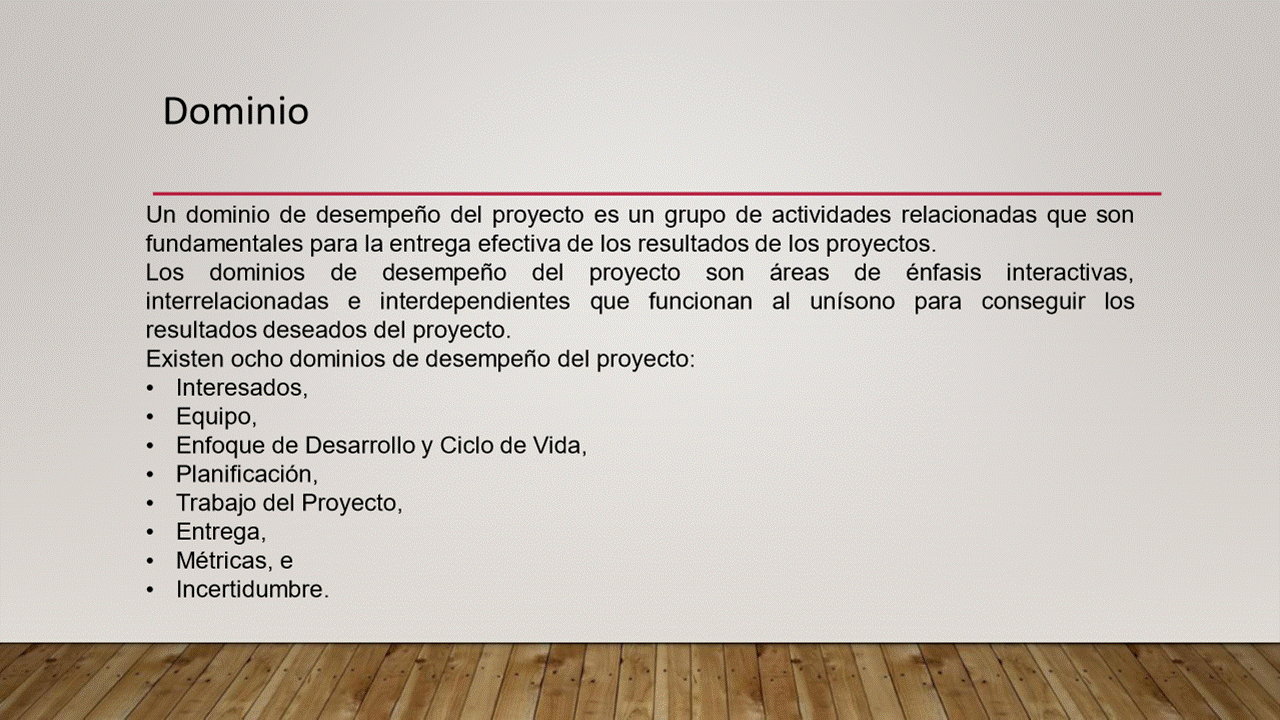 Dominio
Un dominio de desempeño del proyecto es un grupo de actividades relacionadas que son
fundamentales para la entrega efectiva de los resultados de los proyectos.
Los dominios de desempeño del proyecto son áreas de énfasis interactivas,
interrelacionadas e interdependientes que funcionan al unísono para conseguir los
resultados deseados del proyecto.
Existen ocho dominios de desempeño del proyecto:
• Interesados,
• Equipo,
• Enfoque de Desarrollo y Ciclo de Vida,
• Planificación,
• Trabajo del Proyecto,
• Entrega,
• Métricas, e
• Incertidumbre.